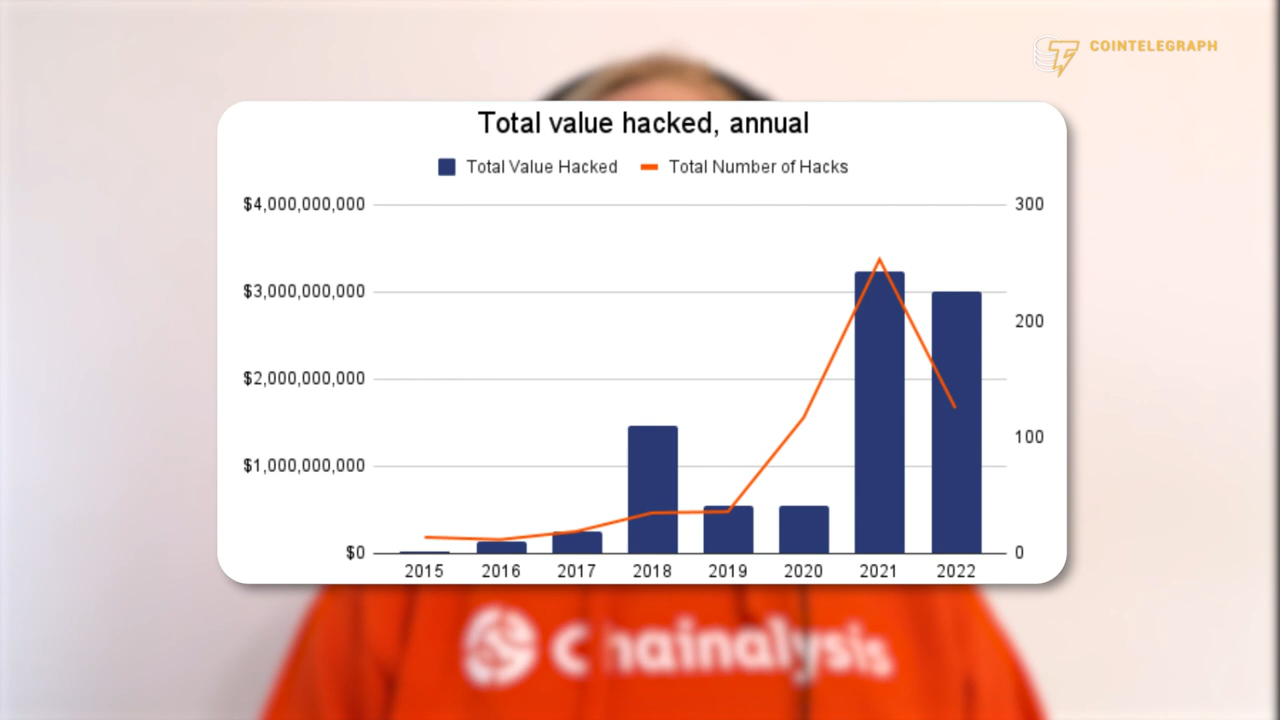 COINTELEGRAPH
Total value hacked, annual
Total Value Hacked
Total Number of Hacks
$4,000,000,000
300
$3,000,000,000
200
$2,000,000,000
100
$1,000,000,000
$0
0
2015 2016 2017 2018 2019 2020 2021 2022
Chainalysis